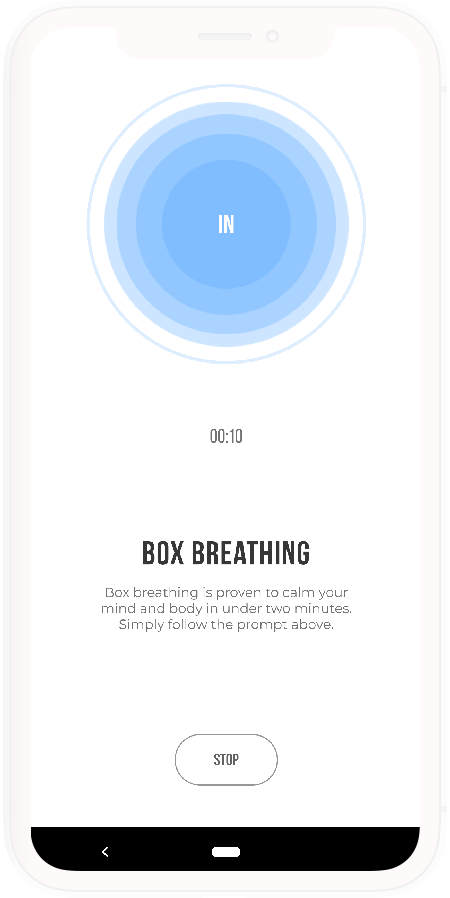 IN
00:10
BOX BREATHING
Box breathing is proven to calm your
mind and body in under two minutes.
Simply follow the prompt above.
STOP